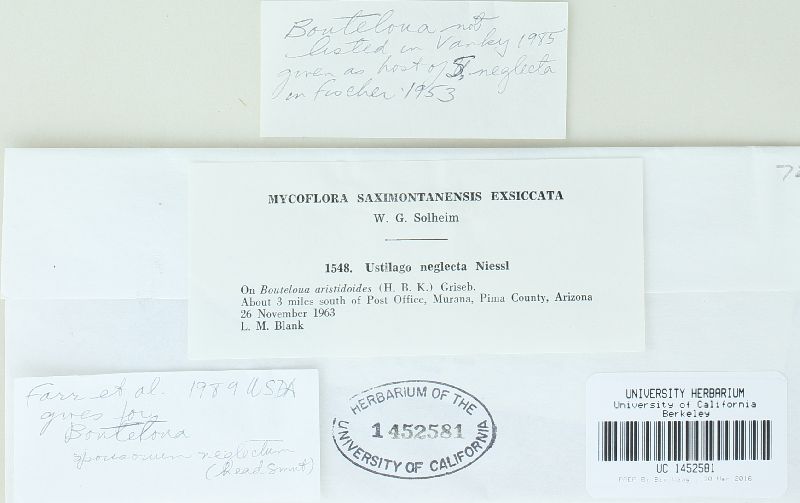 Bouteloua not
listed in Vanky 1985
given as host of S. neglecta
in Fischer 1953
72
MYCOFLORA SAXIMONTANENSIS EXSICCATA
W. G. Solheim
1548. Ustilago neglecta Niessl
On Bouteloua aristidoides (H. B. K.) Griseb.
About 3 miles south of Post Office, Murana, Pima County, Arizona
26 November 1963
L. M. Blank
Farr et al. 1989 USDA
gives for
Bouteloua
neglectum
(head smut)
HERBARIUM OF THE
1452581
UNIVERSITY OF CALIFORNIA
UNIVERSITY HERBARIUM
University of California
Berkeley
UC 1452581